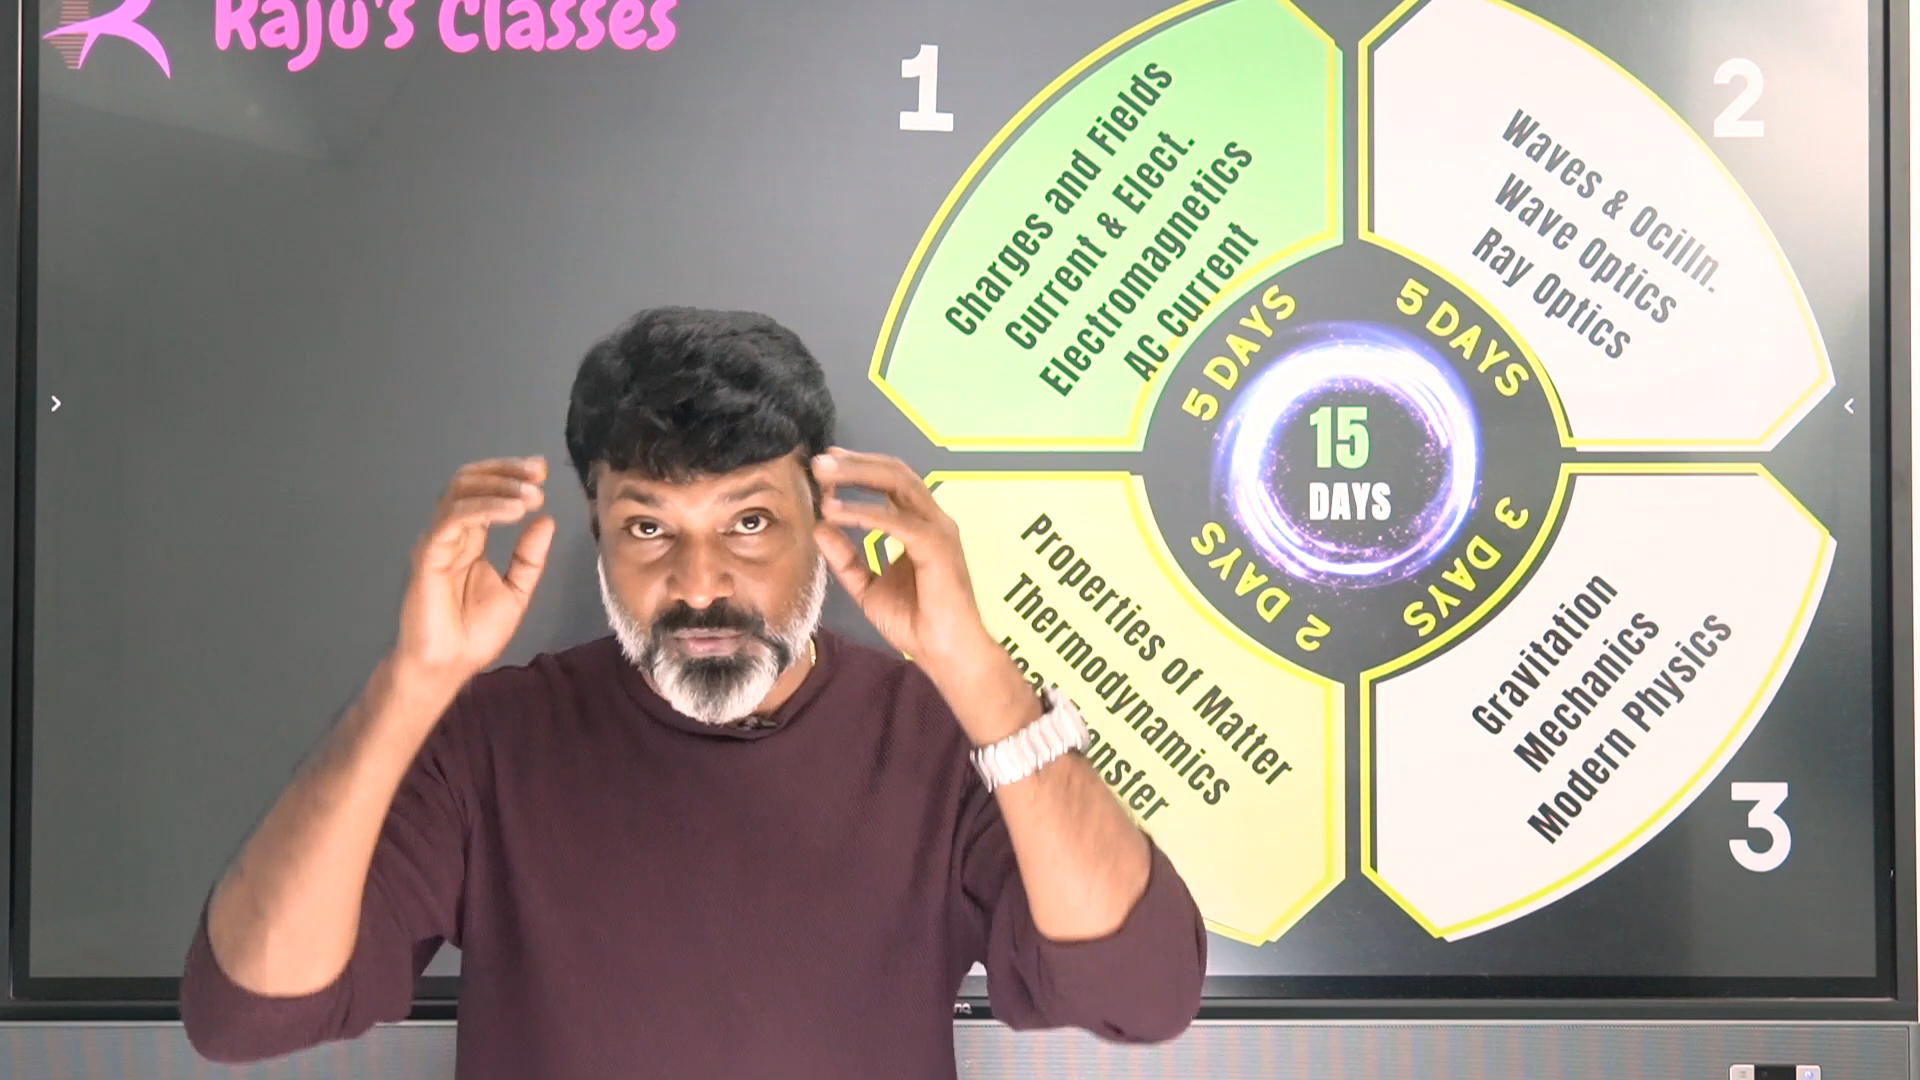 Raju's Classes
1
Charges and Fields
Current & Elect.
Electromagnetics
AC Current
5 DAYS
2
Waves & Ocilln.
Wave Optics
Ray Optics
5 DAYS
15
DAYS
Properties of Matter
Thermodynamics
2 DAYS
Gravitation
Mechanics
Modern Physics
3 DAYS
3